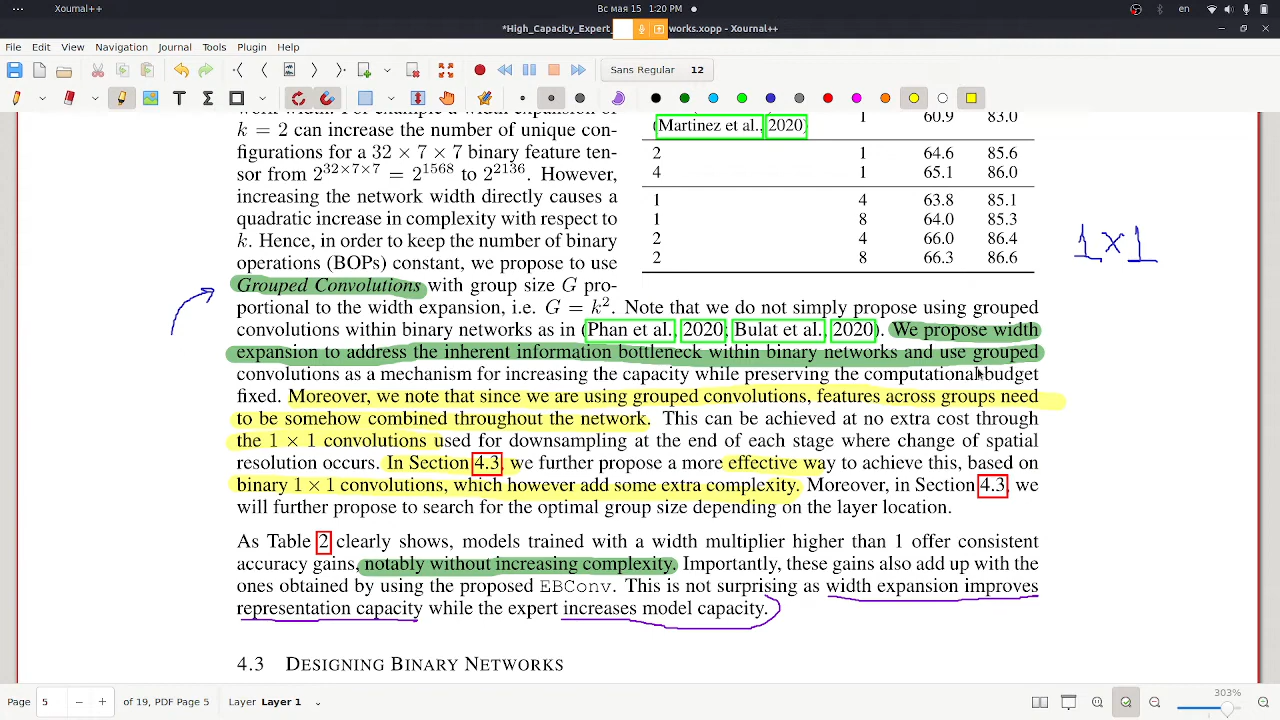 Xournal++
Вс мая 15 1:20 PM
en
*High_Capacity_Expert_ works.xopp - Xournal++
File Edit View Navigation Journal Tools Plugin Help
Sans Regular 12
k = 2 can increase the number of unique con-
figurations for a 32 × 7 × 7 binary feature ten-
sor from 2^{32×7×7} = 2^{1568} to 2^{2136}. However,
increasing the network width directly causes a
quadratic increase in complexity with respect to
k. Hence, in order to keep the number of binary
operations (BOPs) constant, we propose to use
Grouped Convolutions with group size G pro-
portional to the width expansion, i.e. G = k². Note that we do not simply propose using grouped
convolutions within binary networks as in (Phan et al., 2020; Bulat et al., 2020). We propose width
expansion to address the inherent information bottleneck within binary networks and use grouped
convolutions as a mechanism for increasing the capacity while preserving the computational budget
fixed. Moreover, we note that since we are using grouped convolutions, features across groups need
to be somehow combined throughout the network. This can be achieved at no extra cost through
the 1 × 1 convolutions used for downsampling at the end of each stage where change of spatial
resolution occurs. In Section 4.3, we further propose a more effective way to achieve this, based on
binary 1 × 1 convolutions, which however add some extra complexity. Moreover, in Section 4.3, we
will further propose to search for the optimal group size depending on the layer location.
1 60.9 83.0
(Martinez et al., 2020)
2 1 64.6 85.6
4 1 65.1 86.0
1 4 63.8 85.1
1 8 64.0 85.3
2 4 66.0 86.4
2 8 66.3 86.6
1 x 1
As Table 2 clearly shows, models trained with a width multiplier higher than 1 offer consistent
accuracy gains, notably without increasing complexity. Importantly, these gains also add up with the
ones obtained by using the proposed EBConv. This is not surprising as width expansion improves
representation capacity while the expert increases model capacity.
4.3 DESIGNING BINARY NETWORKS
Page 5 of 19, PDF Page 5 Layer Layer 1 303%